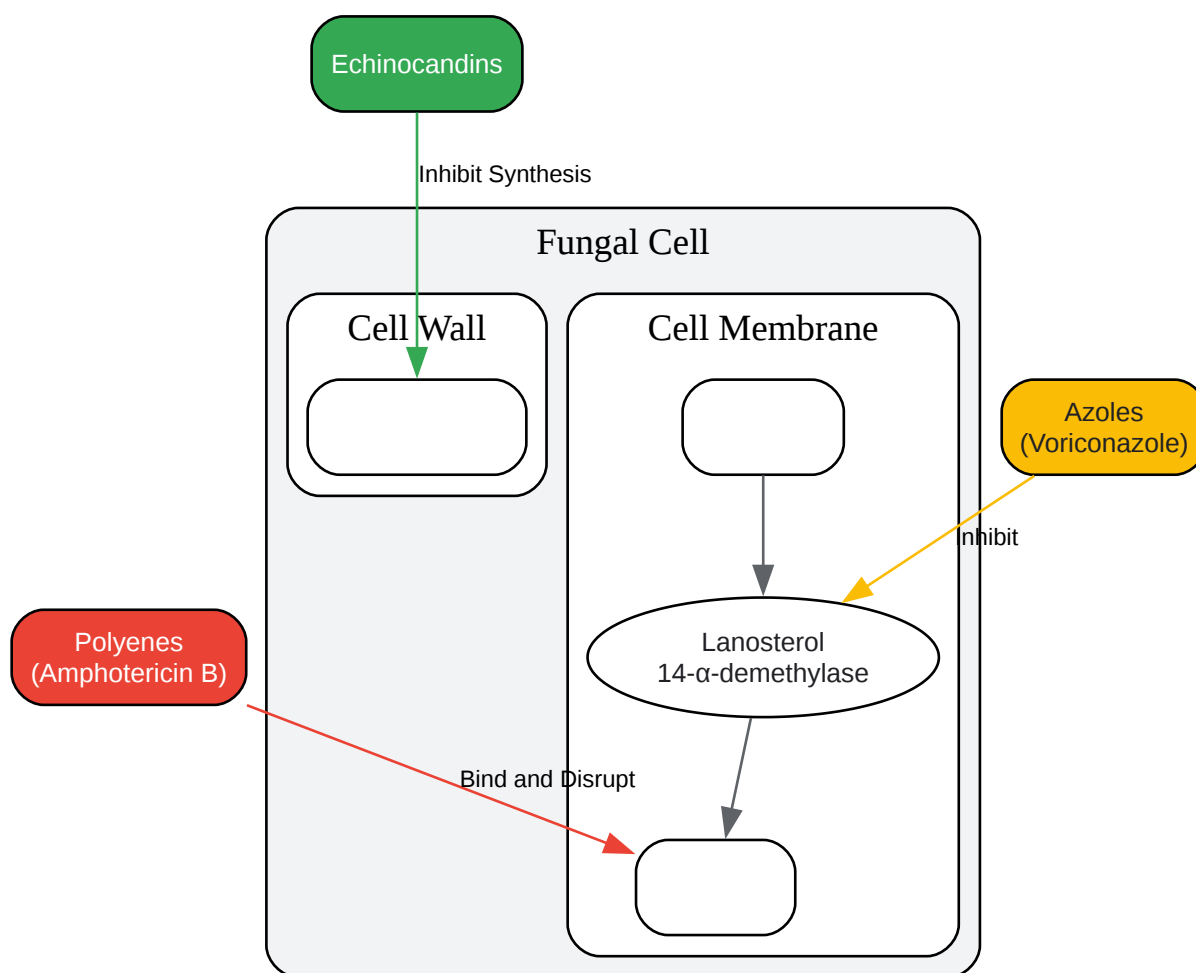 Echinocandins
Inhibit Synthesis
Fungal Cell
Cell Wall
Cell Membrane
Azoles
(Voriconazole)
Inhibit
Lanosterol
14-α-demethylase
Polyenes
(Amphotericin B)
Bind and Disrupt